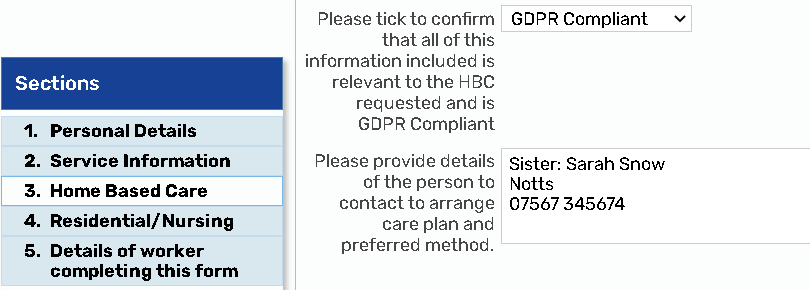 Sections
1. Personal Details
2. Service Information
3. Home Based Care
4. Residential/Nursing
5. Details of worker
completing this form
Please tick to confirm
that all of this
information included is
relevant to the HBC
requested and is
GDPR Compliant
GDPR Compliant
Please provide details
of the person to
contact to arrange
care plan and
preferred method.
Sister: Sarah Snow
Notts
07567 345674